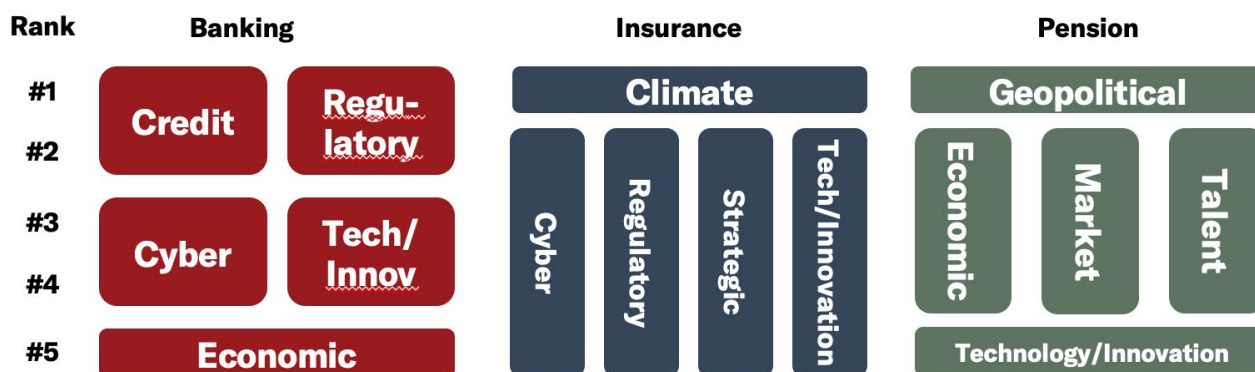 Rank Banking Insurance Pension
#1
#2
#3
#4
#5
Credit
Regu-
latory
Cyber
Tech/
Innov
Economic
Climate
Cyber
Regulatory
Strategic
Tech/Innovation
Geopolitical
Economic
Market
Talent
Technology/Innovation